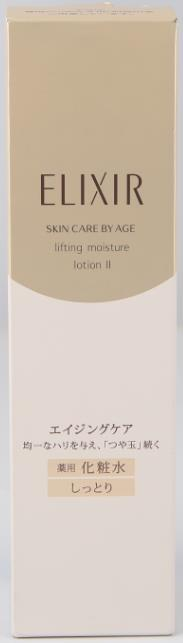 ELIXIR
SKIN CARE BY AGE
lifting moisture
lotion II
エイジングケア
均一なハリを与え、「つや玉」続く
薬用 化粧水
しっとり